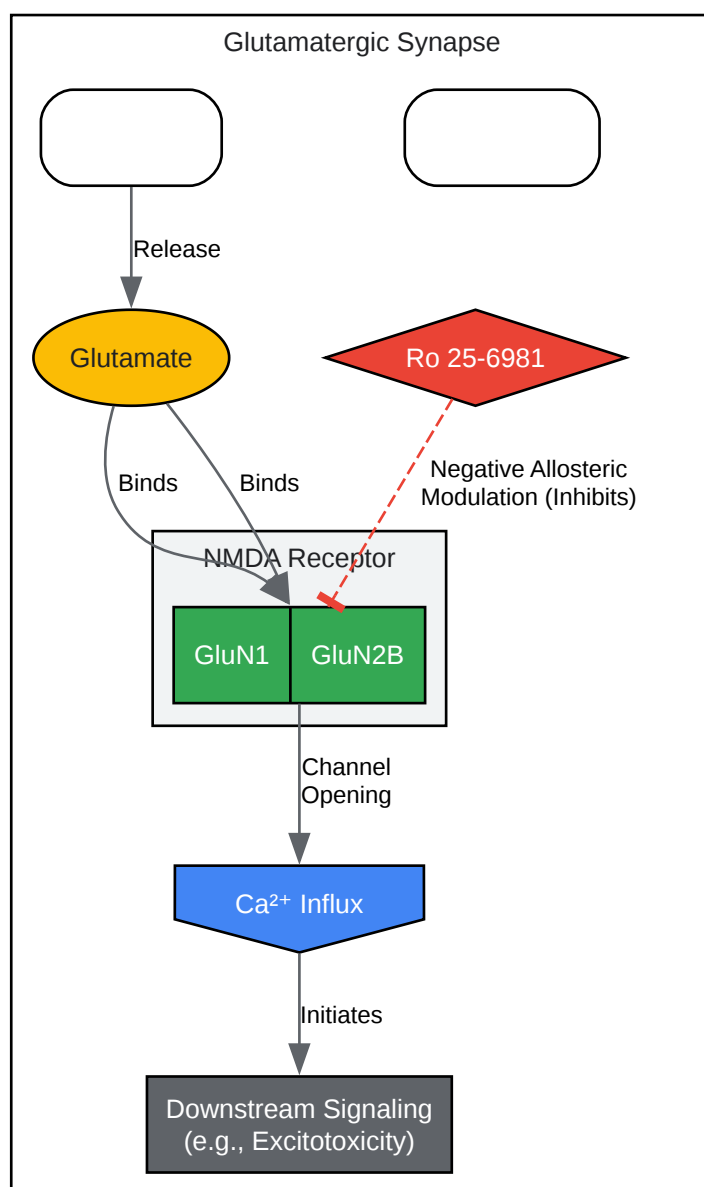 Glutamatergic Synapse
Release
Glutamate
Ro 25-6981
Binds
Binds
Negative Allosteric
Modulation (Inhibits)
NMDA Receptor
GluN1
GluN2B
Channel
Opening
Ca²⁺ Influx
Initiates
Downstream Signaling
(e.g., Excitotoxicity)